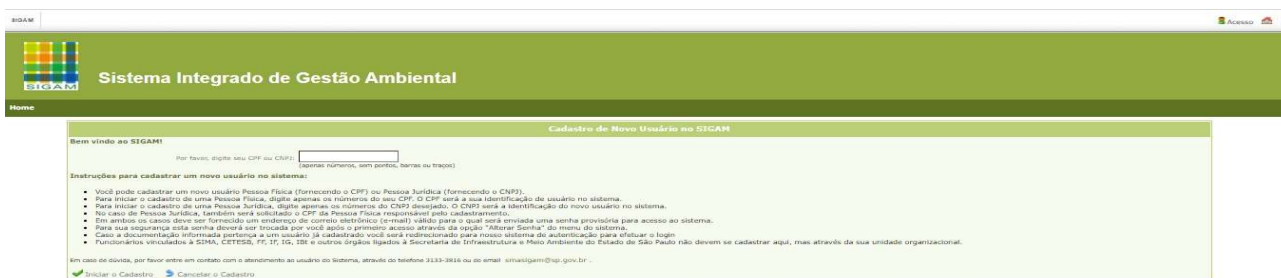 SIGAM
Acesso
SIGAM
Sistema Integrado de Gestão Ambiental
Home
Cadastro de Novo Usuário no SIGAM
Bem vindo ao SIGAM!
Por favor, digite seu CPF ou CNPJ:
(apenas números, sem pontos, barras ou traços)
Instruções para cadastrar um novo usuário no sistema:
Você pode cadastrar um novo usuário Pessoa Física (fornecendo o CPF) ou Pessoa Jurídica (fornecendo o CNPJ).
Para iniciar o cadastro de uma Pessoa Física, digite apenas os números do seu CPF. O CPF será a sua identificação de usuário no sistema.
Para iniciar o cadastro de uma Pessoa Jurídica, digite apenas os números do CNPJ desejado. O CNPJ será a identificação do novo usuário no sistema.
No caso de Pessoa Jurídica, também será solicitado o CPF da Pessoa Física responsável pelo cadastramento.
Em ambos os casos deve ser fornecido um endereço de correio eletrônico (e-mail) válido para o qual será enviada uma senha provisória para acesso ao sistema.
Para sua segurança esta senha deverá ser trocada por você após o primeiro acesso através da opção "Alterar Senha" do menu do sistema.
Caso a documentação informada pertença a um usuário já cadastrado você será redirecionado para nosso sistema de autenticação para efetuar o login
Funcionários vinculados à SIMA, CETESB, FF, IF, IG, IBt e outros órgãos ligados à Secretaria de Infraestrutura e Meio Ambiente do Estado de São Paulo não devem se cadastrar aqui, mas através da sua unidade organizacional.
Em caso de dúvida, por favor entre em contato com o atendimento ao usuário do Sistema, através do telefone 3133-3816 ou do email smasigam@sp.gov.br .
Iniciar o Cadastro Cancelar o Cadastro